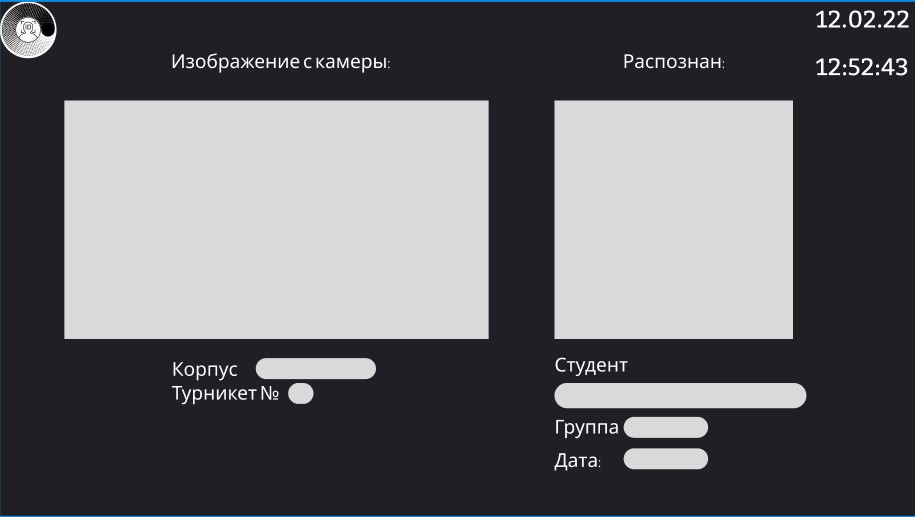 12.02.22
Изображение с камеры:
Распознан:
12:52:43
Корпус
Турникет №
Студент
Группа
Дата: